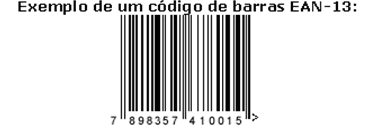 Exemplo de um código de barras EAN-13:
7 898357 410015 >